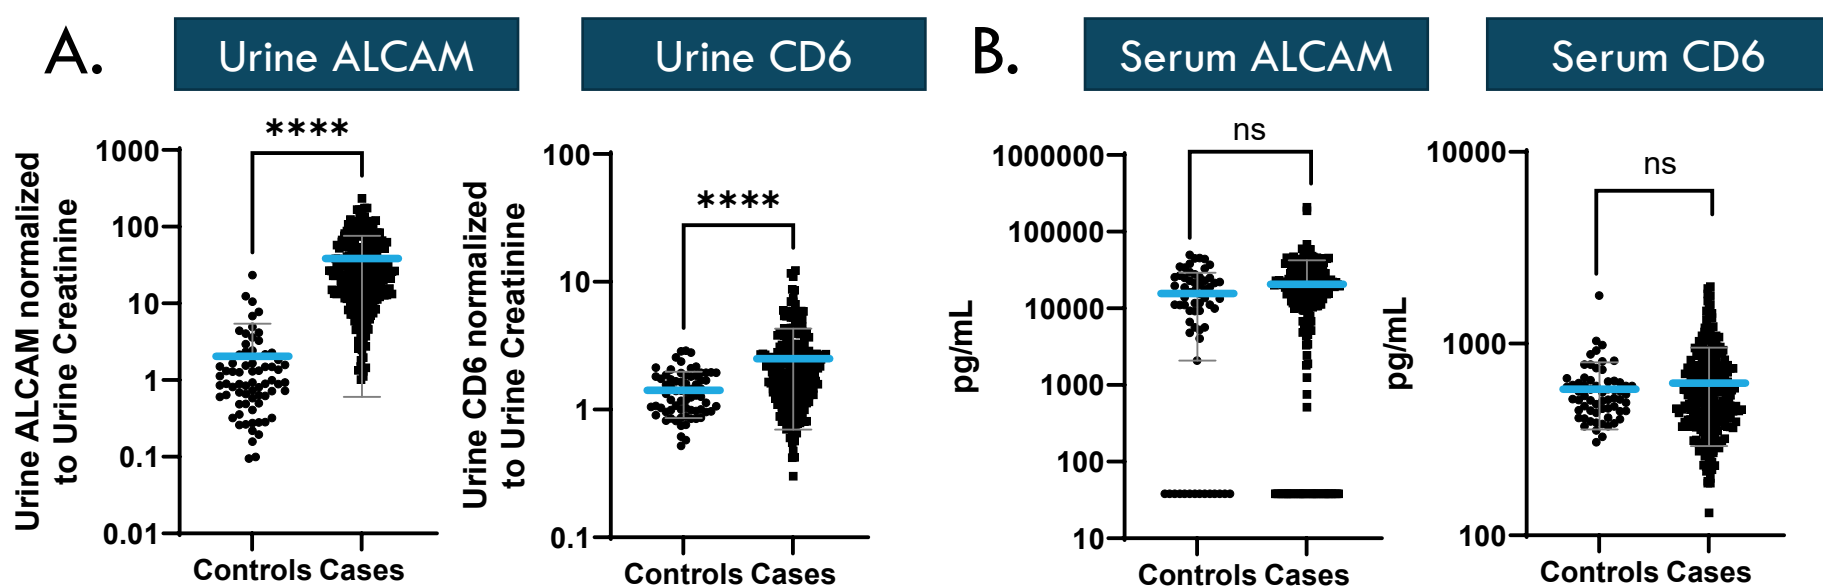 A.
Urine ALCAM
Urine CD6
B.
Serum ALCAM
Serum CD6
Urine ALCAM normalized
to Urine Creatinine
1000
100
10
1
0.1
0.01
****
Controls Cases
Urine CD6 normalized
to Urine Creatinine
100
10
1
0.1
****
Controls Cases
pg/mL
1000000
100000
10000
1000
100
10
ns
Controls Cases
pg/mL
10000
1000
100
ns
Controls Cases